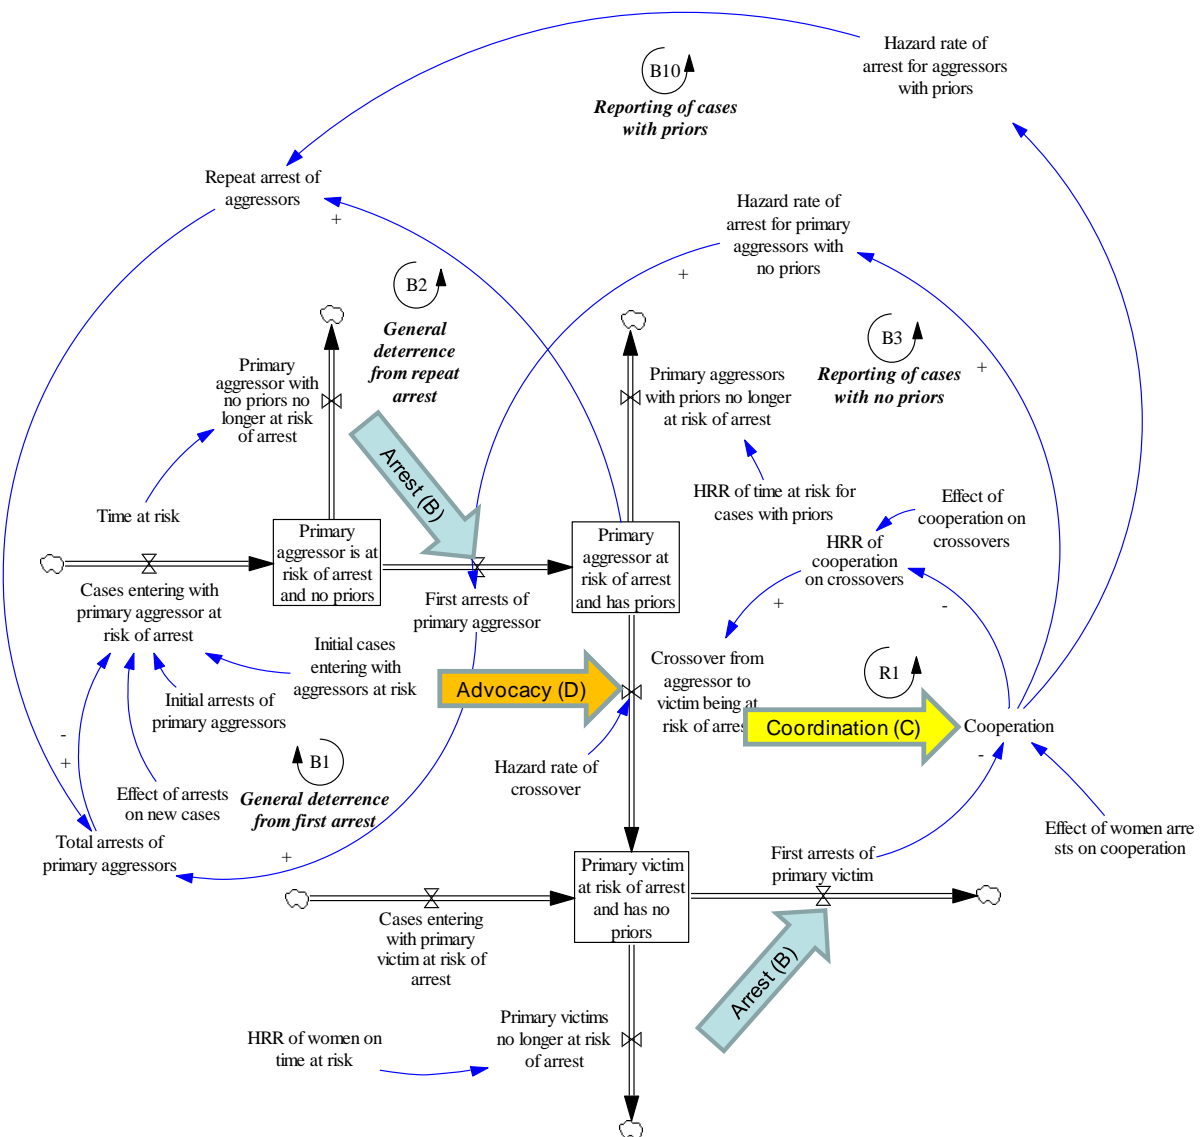 Hazard rate of
arrest for aggressors
with priors
B10
Reporting of cases
with priors
Repeat arrest of
aggressors
+
Hazard rate of
arrest for primary
aggressors with
no priors
+
B2
General
deterrence
from repeat
arrest
B3
Reporting of cases
with no priors
+
Primary
aggressor with
no priors no
longer at risk
of arrest
Primary aggressors
with priors no longer
at risk of arrest
Arrest (B)
Time at risk
HRR of time at risk for
cases with priors
Effect of
cooperation on
crossovers
Primary
aggressor is at
risk of arrest
and no priors
Primary
aggressor at
risk of arrest
and has priors
HRR of
cooperation
on crossovers
Cases entering with
primary aggressor at
risk of arrest
First arrests of
primary aggressor
+
-
Initial cases
entering with
aggressors at risk
Initial arrests of
primary aggressors
Crossover from
aggressor to
victim being at
risk of arrest
R1
Advocacy (D)
Coordination (C)
Cooperation
-
+
B1
General deterrence
from first arrest
Hazard rate of
crossover
-
Effect of arrests
on new cases
Total arrests of
primary aggressors
+
Effect of women arre
sts on cooperation
First arrests of
primary victim
Primary victim
at risk of arrest
and has no
priors
Cases entering
with primary
victim at risk of
arrest
Arrest (B)
HRR of women on
time at risk
Primary victims
no longer at risk
of arrest